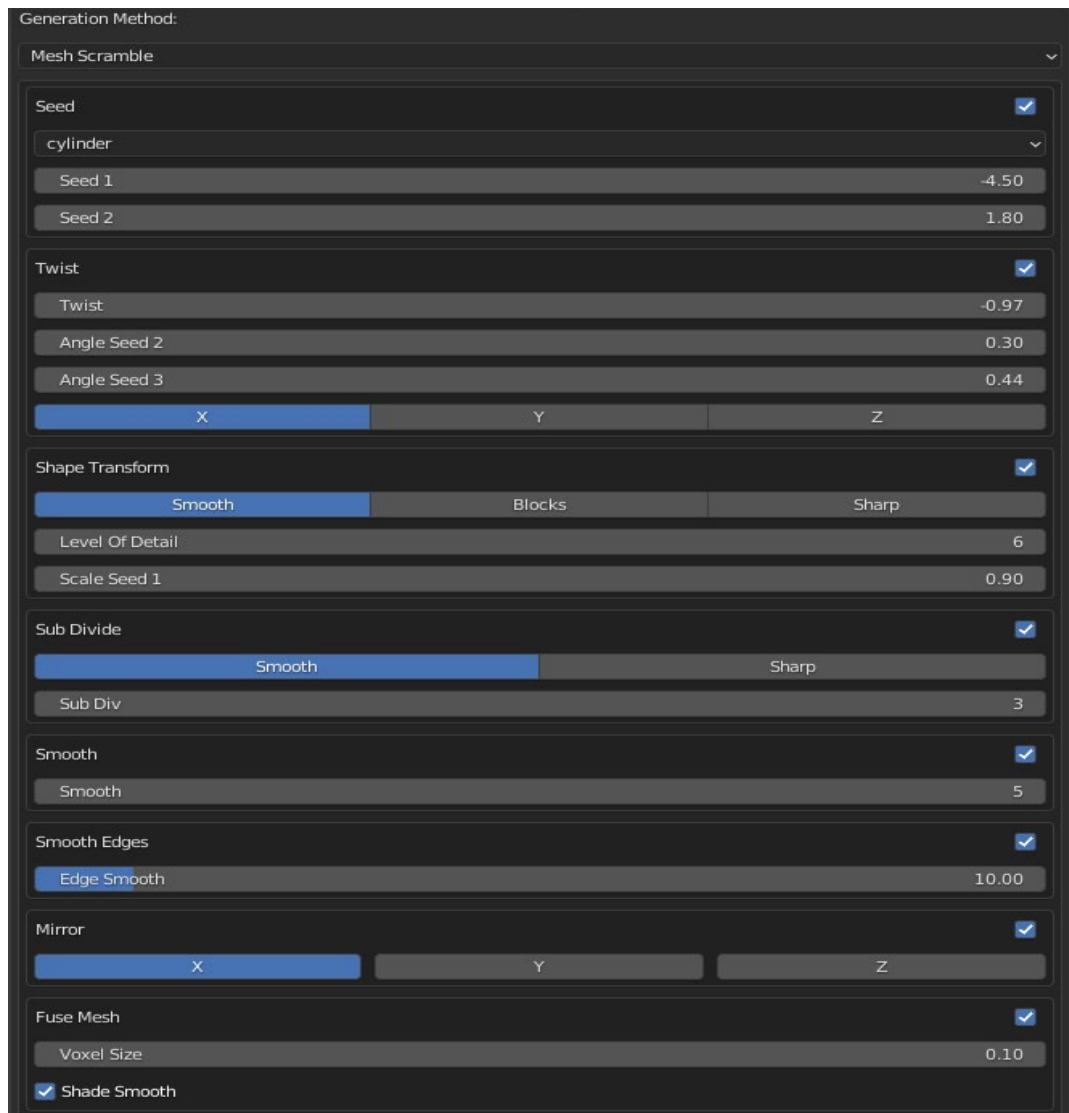 Generation Method:
Mesh Scramble
Seed
cylinder
Seed 1 -4.50
Seed 2 1.80
Twist
Twist -0.97
Angle Seed 2 0.30
Angle Seed 3 0.44
X Y Z
Shape Transform
Smooth Blocks Sharp
Level Of Detail 6
Scale Seed 1 0.90
Sub Divide
Smooth Sharp
Sub Div 3
Smooth
Smooth 5
Smooth Edges
Edge Smooth 10.00
Mirror
X Y Z
Fuse Mesh
Voxel Size 0.10
Shade Smooth